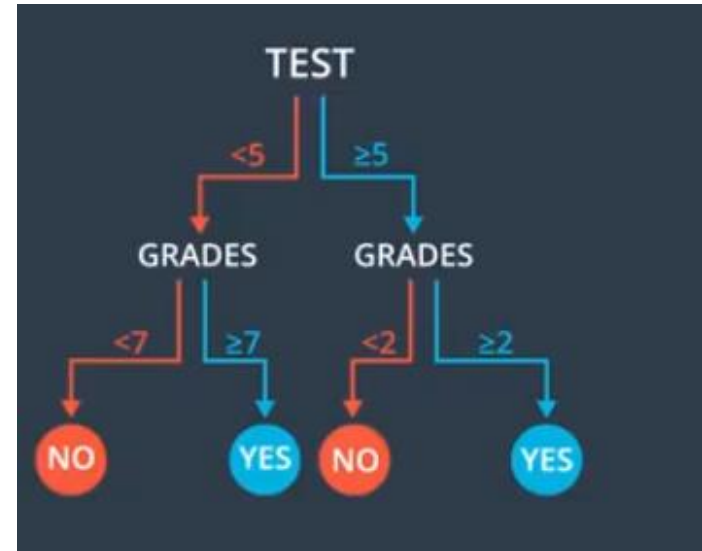 TEST
<5 ≥5
GRADES GRADES
<7 ≥7 <2 ≥2
NO YES NO YES